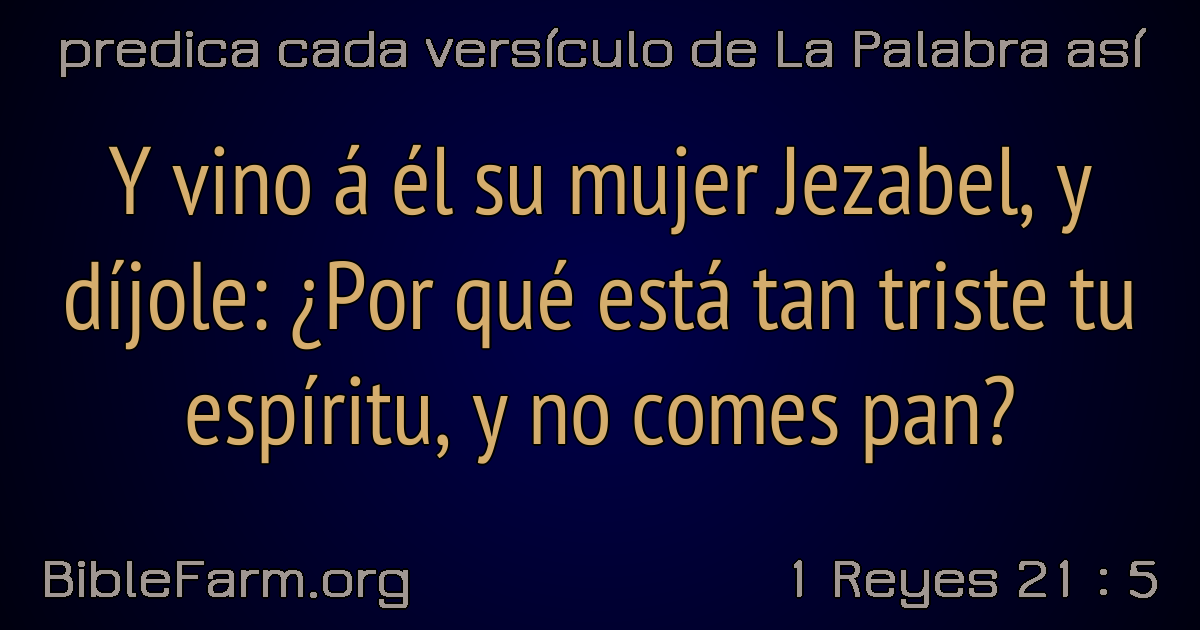 predica cada versículo de La Palabra así
Y vino á él su mujer Jezabel, y
díjole: ¿Por qué está tan triste tu
espíritu, y no comes pan?
BibleFarm.org
1 Reyes 21 : 5